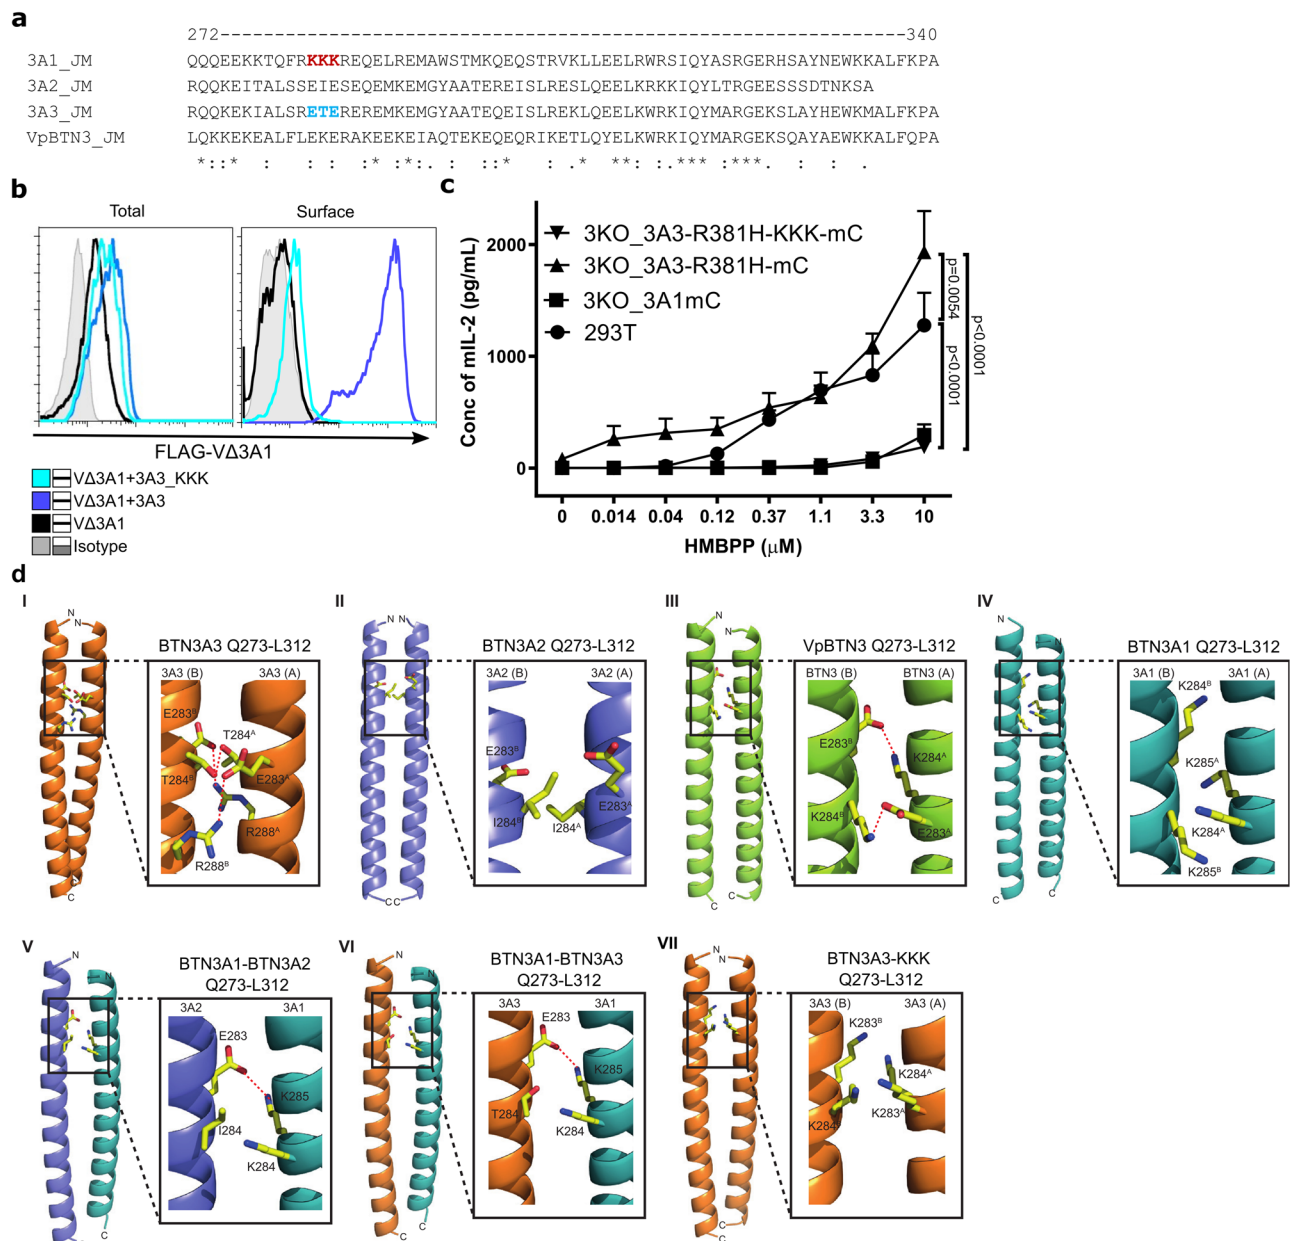 a
272------------------------------------------------------------340
3A1_JM QQQEEKKTQFRKKKREQELREMAWSTMKQEQSTRVKLLEELRWRSIQYASRGERHSAYNEWKKALFKPA
3A2_JM RQQKEITALSSEIESEQEMKEMGYAATEREISLRESLQEELKRKKIQYLTRGEESSSDTNKSA
3A3_JM RQQKEKIALSRETEREREMKEMGYAATEQEISLREKLQEELKWRKIQYMARGEKSLAYHEWKMALFKPA
VpBTN3_JM LQKKEKEALFLEKERAKEEKEIAQTEKEQEQRIKETLQYELKWRKIQYMARGEKSQAYAEWKKALFQPA
*::* : : : :* :*:. : ::* : .* ** :.*** ***. : : .
b
Total
Surface
FLAG-VΔ3A1
VΔ3A1+3A3_KKK
VΔ3A1+3A3
VΔ3A1
Isotype
c
Conc of mIL-2 (pg/mL)
2000
1000
0
3KO_3A3-R381H-KKK-mC
3KO_3A3-R381H-mC
3KO_3A1mC
293T
p=0.0054
p<0.0001
p<0.0001
0 0.014 0.04 0.12 0.37 1.1 3.3 10
HMBPP (μM)
d
I
N N
C
C
BTN3A3 Q273-L312
3A3 (B) 3A3 (A)
E283ᴮ
T284ᴬ
T284ᴮ
E283ᴬ
R288ᴬ
R288ᴮ
II
N N
C C
BTN3A2 Q273-L312
3A2 (B) 3A2 (A)
E283ᴮ
E283ᴬ
I284ᴮ
I284ᴬ
III
N
N
C
C
VpBTN3 Q273-L312
BTN3 (B) BTN3 (A)
E283ᴮ
K284ᴬ
K284ᴮ
E283ᴬ
IV
N
N
C
C
BTN3A1 Q273-L312
3A1 (B) 3A1 (A)
K284ᴮ
K285ᴬ
K284ᴬ
K285ᴮ
V
N
N
C
C
BTN3A1-BTN3A2
Q273-L312
3A2 3A1
E283
K285
I284
K284
VI
N
N
C
C
BTN3A1-BTN3A3
Q273-L312
3A3 3A1
E283
K285
T284
K284
VII
N
N
C
C
BTN3A3-KKK
Q273-L312
3A3 (B) 3A3 (A)
K283ᴮ
K284ᴬ
K283ᴬ
K284